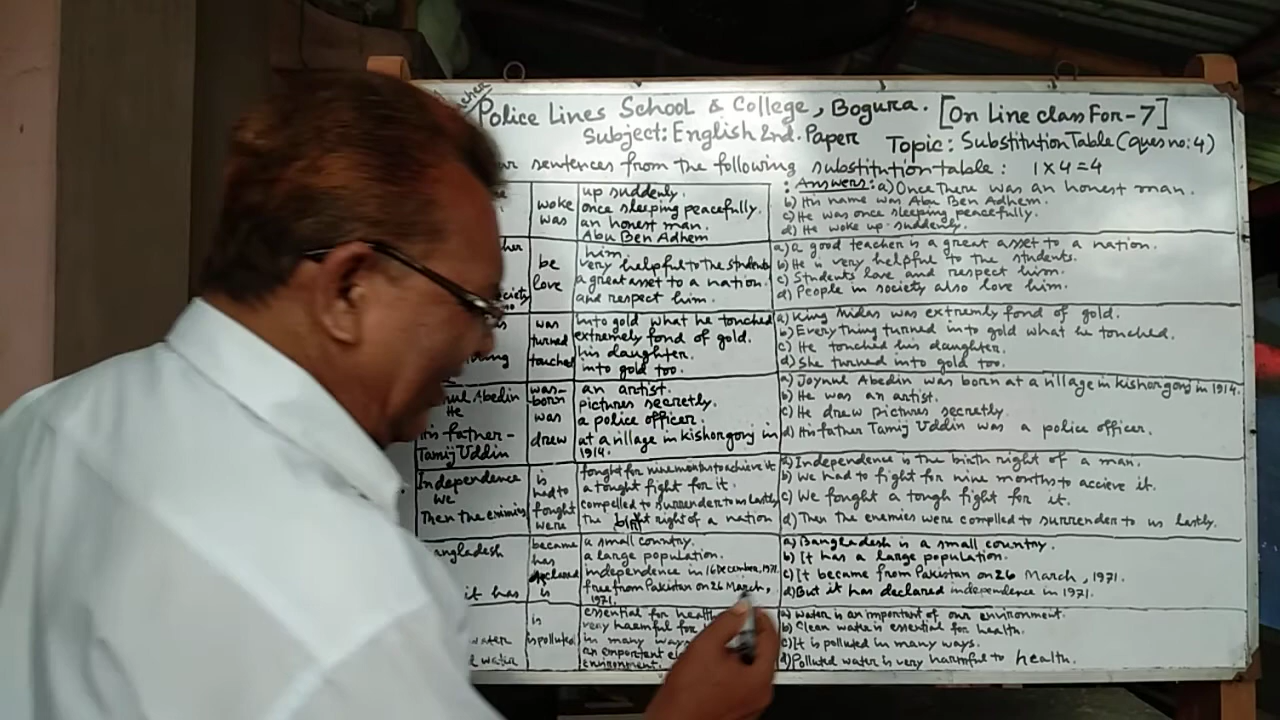 Police Lines School & College, Bogura. [On Line class For-7]
Subject: English 2nd. Paper Topic: Substitution Table (ques no: 4)
sentences from the following substitution table : 1 x 4 = 4
woke
was
up suddenly.
once sleeping peacefully.
an honest man.
Abu Ben Adhem
: Answers: a) Once There was an honest man.
b) His name was Abu Ben Adhem.
c) He was once sleeping peacefully.
d) He woke up suddenly.
be
love
him
very helpful to the students
a great asset to a nation.
and respect him.
a) a good teacher is a great asset to a nation.
b) He is very helpful to the students.
c) Students love and respect him.
d) People in society also love him.
was
turned
touched
into gold what he touched
extremely fond of gold.
his daughter.
into gold too.
a) King Midas was extremly fond of gold.
b) Every thing turned into gold what he touched.
c) He touched his daughter.
d) She turned into gold too.
Abedin
He
His father-
Tamij Uddin
was-
born
was
drew
an artist.
pictures secretly.
a police officer.
at a village in kishorgonj in
1914.
a) Joynul Abedin was born at a village in kishorgonj in 1914.
b) He was an artist.
c) He drew pictures secretly.
d) His father Tamij Uddin was a police officer.
Independence
we
Then the enimies
is
had to
fought
were
fought for nine months to achieve it
a tought fight for it.
compelled to surrender to us lastly
the right of a nation
a) Independence is the birth right of a man.
b) we had to fight for nine months to acieve it.
c) We fought a tough fight for it.
d) Then the enemies were complled to surrender to us lastly.
angladesh
it has
became
has
declared
is
a small country.
a large population.
independence in 16 December, 1971.
free from Pakistan on 26 March,
1971.
a) Bangladesh is a small country.
b) It has a large population.
c) It became from Pakistan on 26 March, 1971.
d) But it has declared independence in 1971.
water
water
is
is polluted
essential for health
very harmful for
in many ways
an emportant
environment.
a) water is an important of our environment.
b) Clean water is essential for health.
c) It is polluted in many ways.
d) Polluted water is very harmful to health.